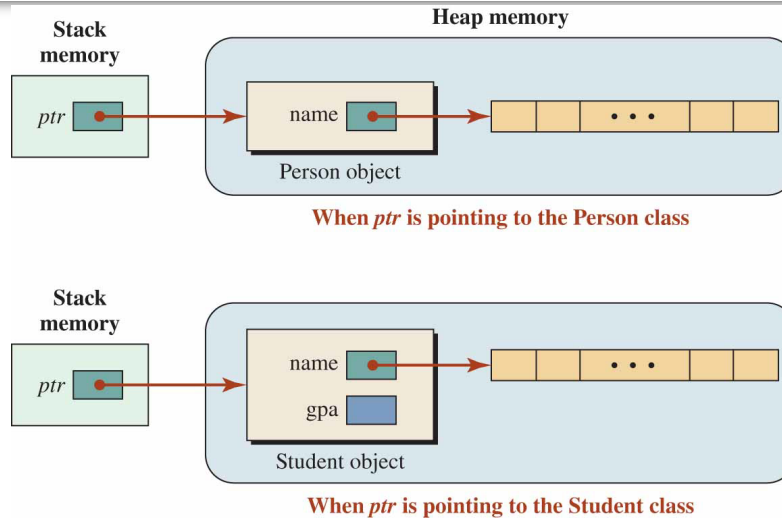 Heap memory
Stack
memory
ptr
name
• • •
Person object
When ptr is pointing to the Person class
Stack
memory
ptr
name
• • •
gpa
Student object
When ptr is pointing to the Student class